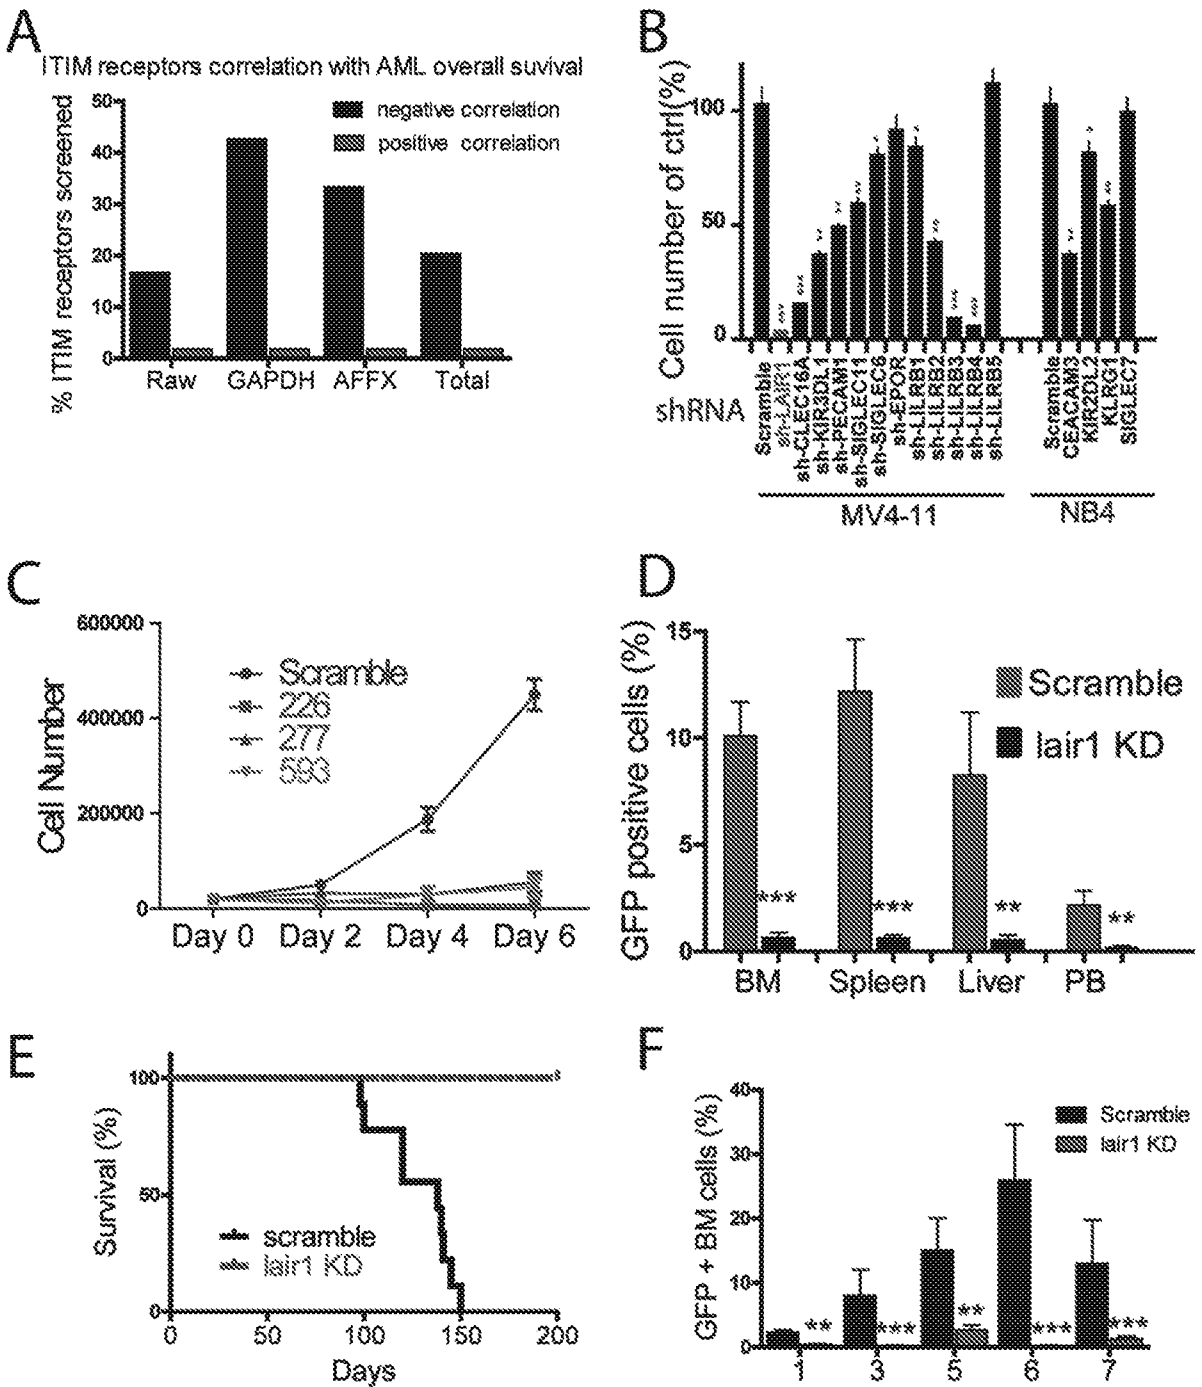 A
ITIM receptors correlation with AML overall suvival
% ITIM receptors screened
50
40
30
20
10
0
negative correlation
positive correlation
Raw
GAPDH
AFFX
Total
B
Cell number of ctrl(%)
100
50
0
shRNA
Scramble
sh-LAIR1
sh-CLEC16A
sh-KIR3DL1
sh-PECAM1
sh-SIGLEC11
sh-SIGLEC6
sh-EPOR
sh-LILRB1
sh-LILRB2
sh-LILRB3
sh-LILRB4
sh-LILRB5
Scramble
CEACAM3
KIR2DL2
KLRG1
SIGLEC7
MV4-11
NB4
C
Cell Number
600000
400000
200000
0
Scramble
226
277
593
Day 0
Day 2
Day 4
Day 6
D
GFP positive cells (%)
15
10
5
0
Scramble
lair1 KD
***
***
**
**
BM
Spleen
Liver
PB
E
Survival (%)
100
50
0
scramble
lair1 KD
0
50
100
150
200
Days
F
GFP + BM cells (%)
40
30
20
10
0
Scramble
lair1 KD
**
***
**
***
***
1
3
5
6
7